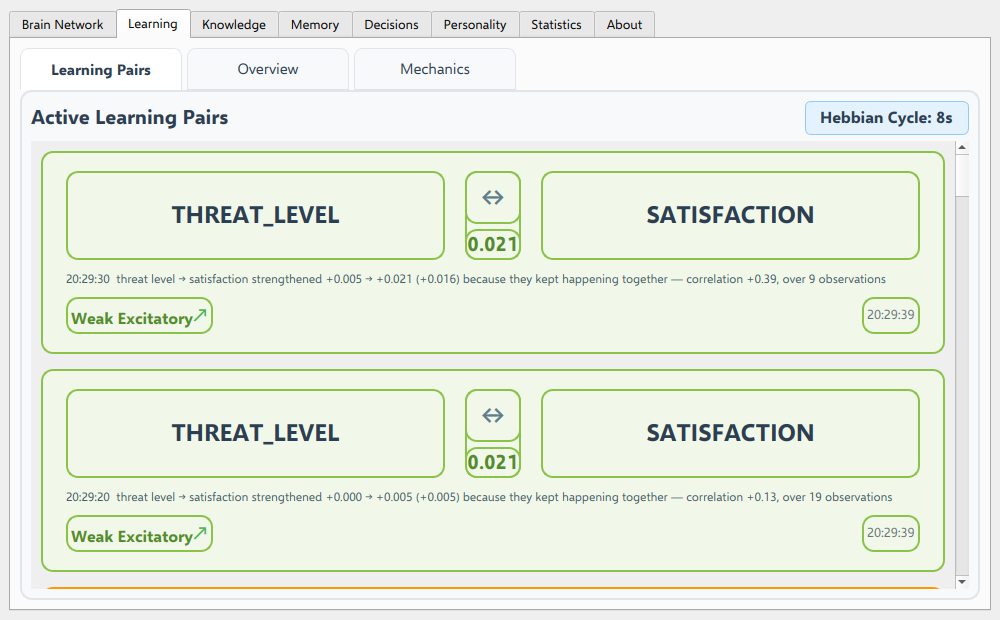 Brain Network Learning Knowledge Memory Decisions Personality Statistics About
Learning Pairs Overview Mechanics
Active Learning Pairs Hebbian Cycle: 8s
THREAT_LEVEL ↔ SATISFACTION
0.021
20:29:30 threat level → satisfaction strengthened +0.005 → +0.021 (+0.016) because they kept happening together — correlation +0.39, over 9 observations
Weak Excitatory↗ 20:29:39
THREAT_LEVEL ↔ SATISFACTION
0.021
20:29:20 threat level → satisfaction strengthened +0.000 → +0.005 (+0.005) because they kept happening together — correlation +0.13, over 19 observations
Weak Excitatory↗ 20:29:39